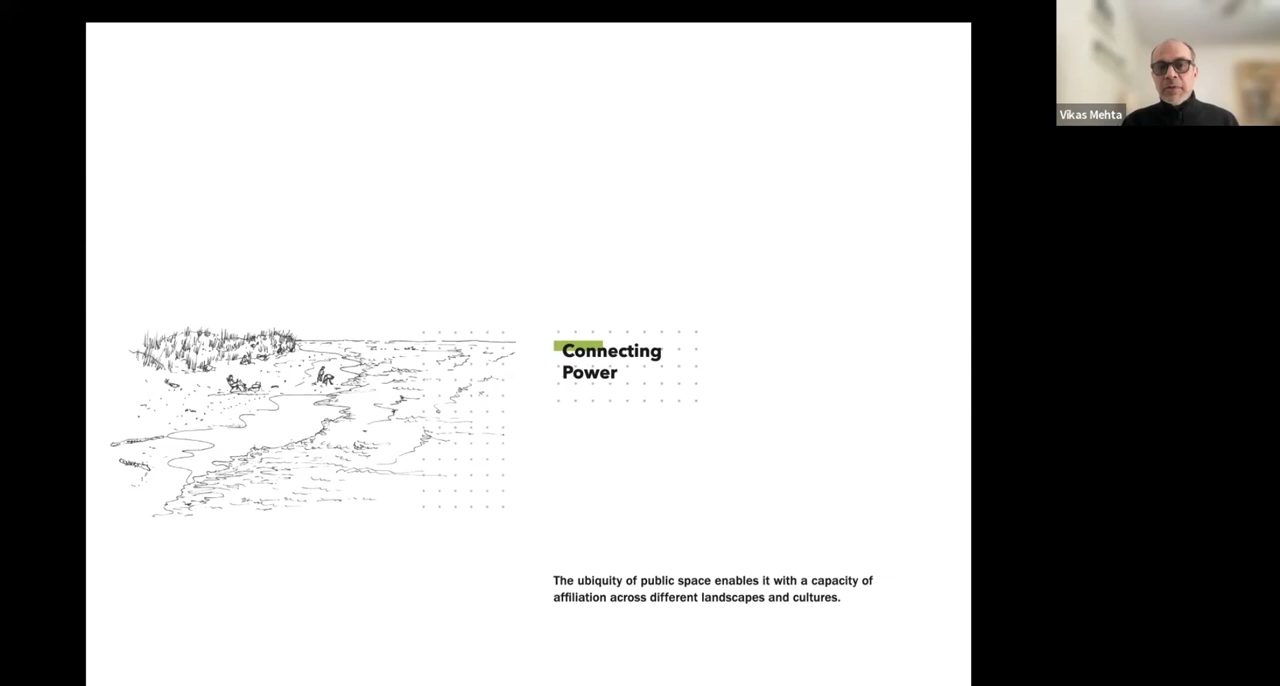 Vikas Mehta
Connecting
Power
The ubiquity of public space enables it with a capacity of
affiliation across different landscapes and cultures.